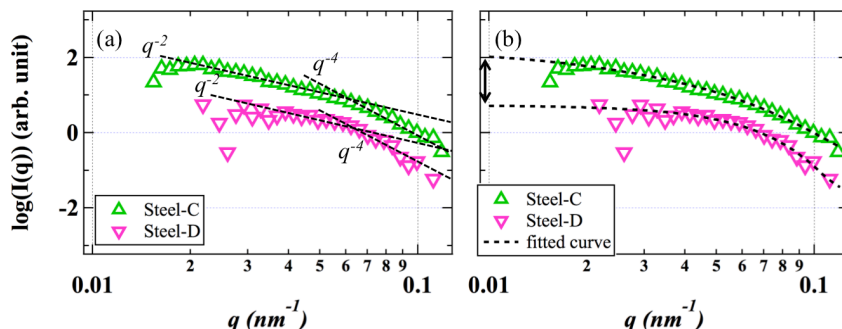 (a)
q⁻²
q⁻⁴
q⁻²
q⁻⁴
log(I(q)) (arb. unit)
2
0
-2
Steel-C
Steel-D
0.01
2
3
4
5
6
7
8
9
0.1
q (nm⁻¹)
(b)
Steel-C
Steel-D
fitted curve
0.01
2
3
4
5
6
7
8
9
0.1
q (nm⁻¹)